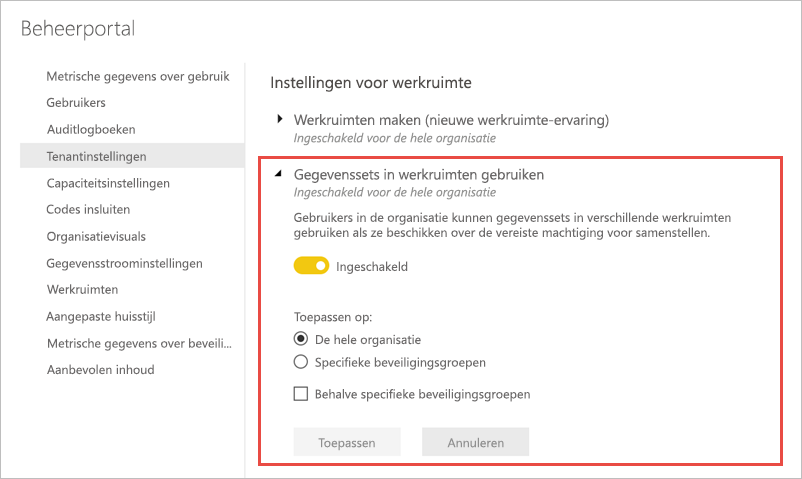 Beheerportal
Metrische gegevens over gebruik
Gebruikers
Auditlogboeken
Tenantinstellingen
Capaciteitsinstellingen
Codes insluiten
Organisatievisuals
Gegevensstroominstellingen
Werkruimten
Aangepaste huisstijl
Metrische gegevens over beveili...
Aanbevolen inhoud
Instellingen voor werkruimte
Werkruimten maken (nieuwe werkruimte-ervaring)
Ingeschakeld voor de hele organisatie
Gegevenssets in werkruimten gebruiken
Ingeschakeld voor de hele organisatie
Gebruikers in de organisatie kunnen gegevenssets in verschillende werkruimten
gebruiken als ze beschikken over de vereiste machtiging voor samenstellen.
Ingeschakeld
Toepassen op:
De hele organisatie
Specifieke beveiligingsgroepen
Behalve specifieke beveiligingsgroepen
Toepassen
Annuleren